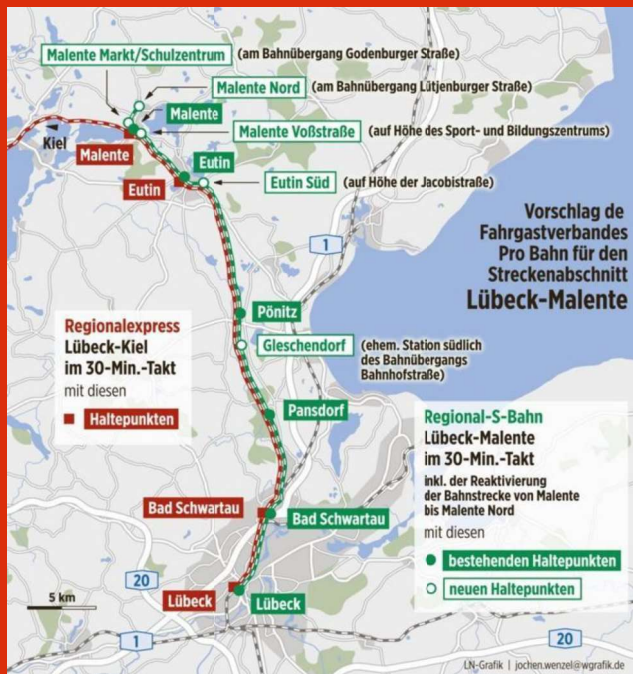 Malente Markt/Schulzentrum (am Bahnübergang Godenburger Straße)
Malente Nord (am Bahnübergang Lütjenburger Straße)
Malente
Malente Voßstraße (auf Höhe des Sport- und Bildungszentrums)
Kiel
Malente
Eutin
Eutin
Eutin Süd (auf Höhe der Jacobistraße)
Vorschlag de
Fahrgastverbandes
Pro Bahn für den
Streckenabschnitt
Lübeck-Malente
1
Pönitz
Gleschendorf (ehem. Station südlich
des Bahnübergangs
Bahnhofstraße)
Regionalexpress
Lübeck-Kiel
im 30-Min.-Takt
mit diesen
Haltepunkten
Pansdorf
Regional-S-Bahn
Lübeck-Malente
im 30-Min.-Takt
inkl. der Reaktivierung
der Bahnstrecke von Malente
bis Malente Nord
mit diesen
bestehenden Haltepunkten
neuen Haltepunkten
Bad Schwartau
Bad Schwartau
20
5 km
Lübeck
Lübeck
1
20
LN-Grafik | jochen.wenzel@wgrafik.de